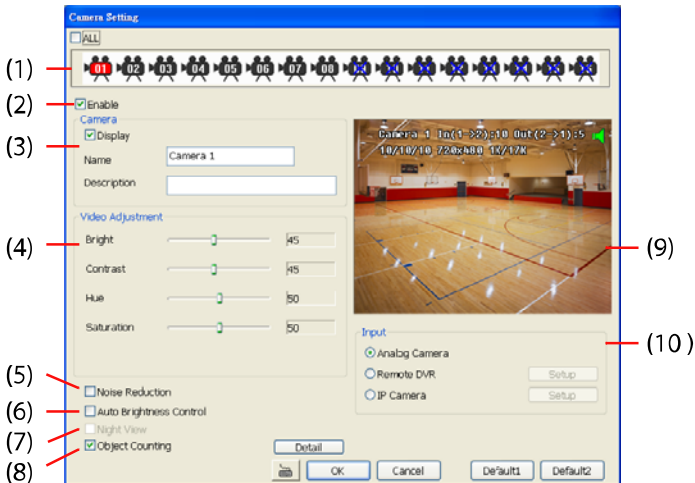 Camera Setting
ALL
(1)
01 02 03 04 05 06 07 08
(2)
Enable
Camera
(3)
Display
Name Camera 1
Description
Camera 1 In(1->2):10 Out(2->1):5
10/10/10 720x480 1K/17K
Video Adjustment
(4)
Bright 45
Contrast 45
Hue 50
Saturation 50
(9)
Input
(10 )
Analog Camera
Remote DVR Setup
IP Camera Setup
(5)
Noise Reduction
(6)
Auto Brightness Control
(7)
Night View
(8)
Object Counting
Detail
OK Cancel Default1 Default2